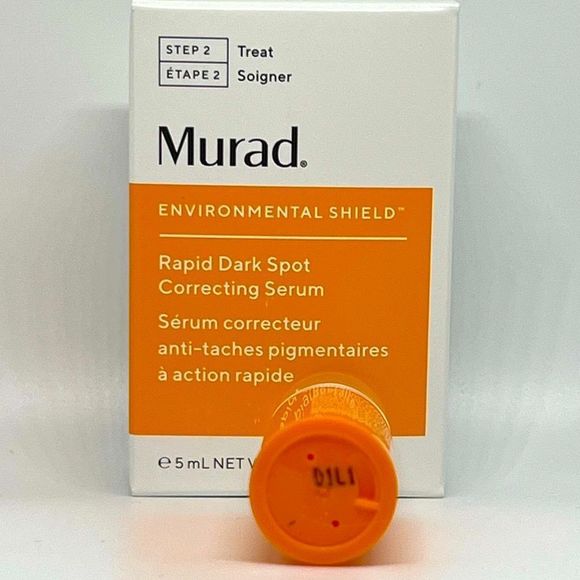 STEP 2 Treat
ÉTAPE 2 Soigner
Murad®
ENVIRONMENTAL SHIELD™
Rapid Dark Spot
Correcting Serum
Sérum correcteur
anti-taches pigmentaires
à action rapide
℮ 5 mL NET
D1L1